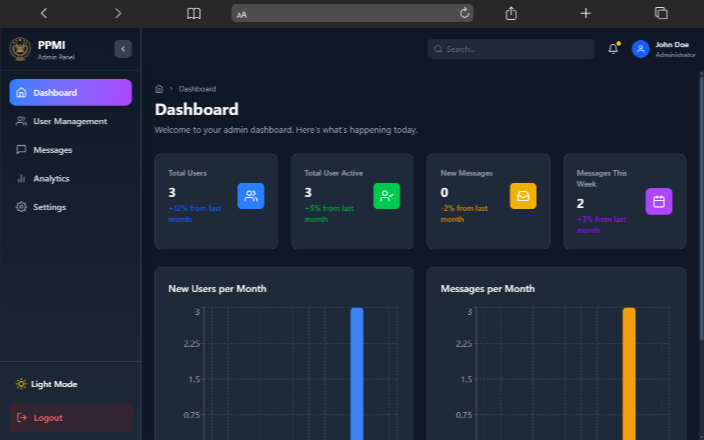 AA
PPMI
Admin Panel
Search...
John Doe
Administrator
Dashboard
User Management
Messages
Analytics
Settings
Light Mode
Logout
Dashboard
Dashboard
Welcome to your admin dashboard. Here's what's happening today.
Total Users
3
+12% from last
month
Total User Active
3
+5% from last
month
New Messages
0
-2% from last
month
Messages This
Week
2
+3% from last
month
New Users per Month
3
2.25
1.5
0.75
Messages per Month
3
2.25
1.5
0.75